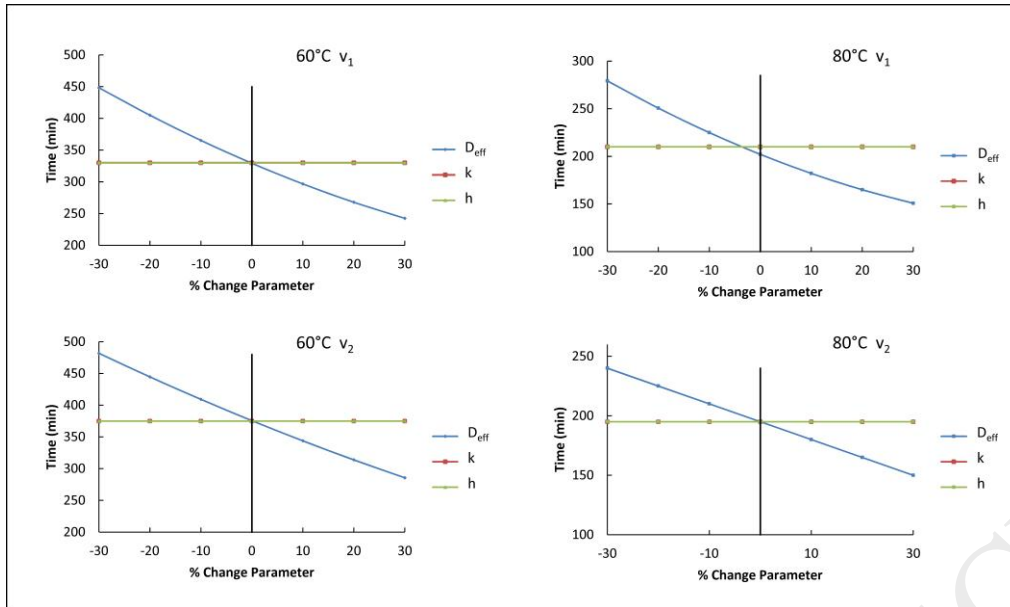 60°C v1
500
450
400
350
300
250
200
Time (min)
-30 -20 -10 0 10 20 30
% Change Parameter
Deff
k
h
80°C v1
300
250
200
150
100
Time (min)
-30 -20 -10 0 10 20 30
% Change Parameter
Deff
k
h
60°C v2
500
450
400
350
300
250
200
Time (min)
-30 -20 -10 0 10 20 30
% Change Parameter
Deff
k
h
80°C v2
250
200
150
100
Time (min)
-30 -10 10 30
% Change Parameter
Deff
k
h